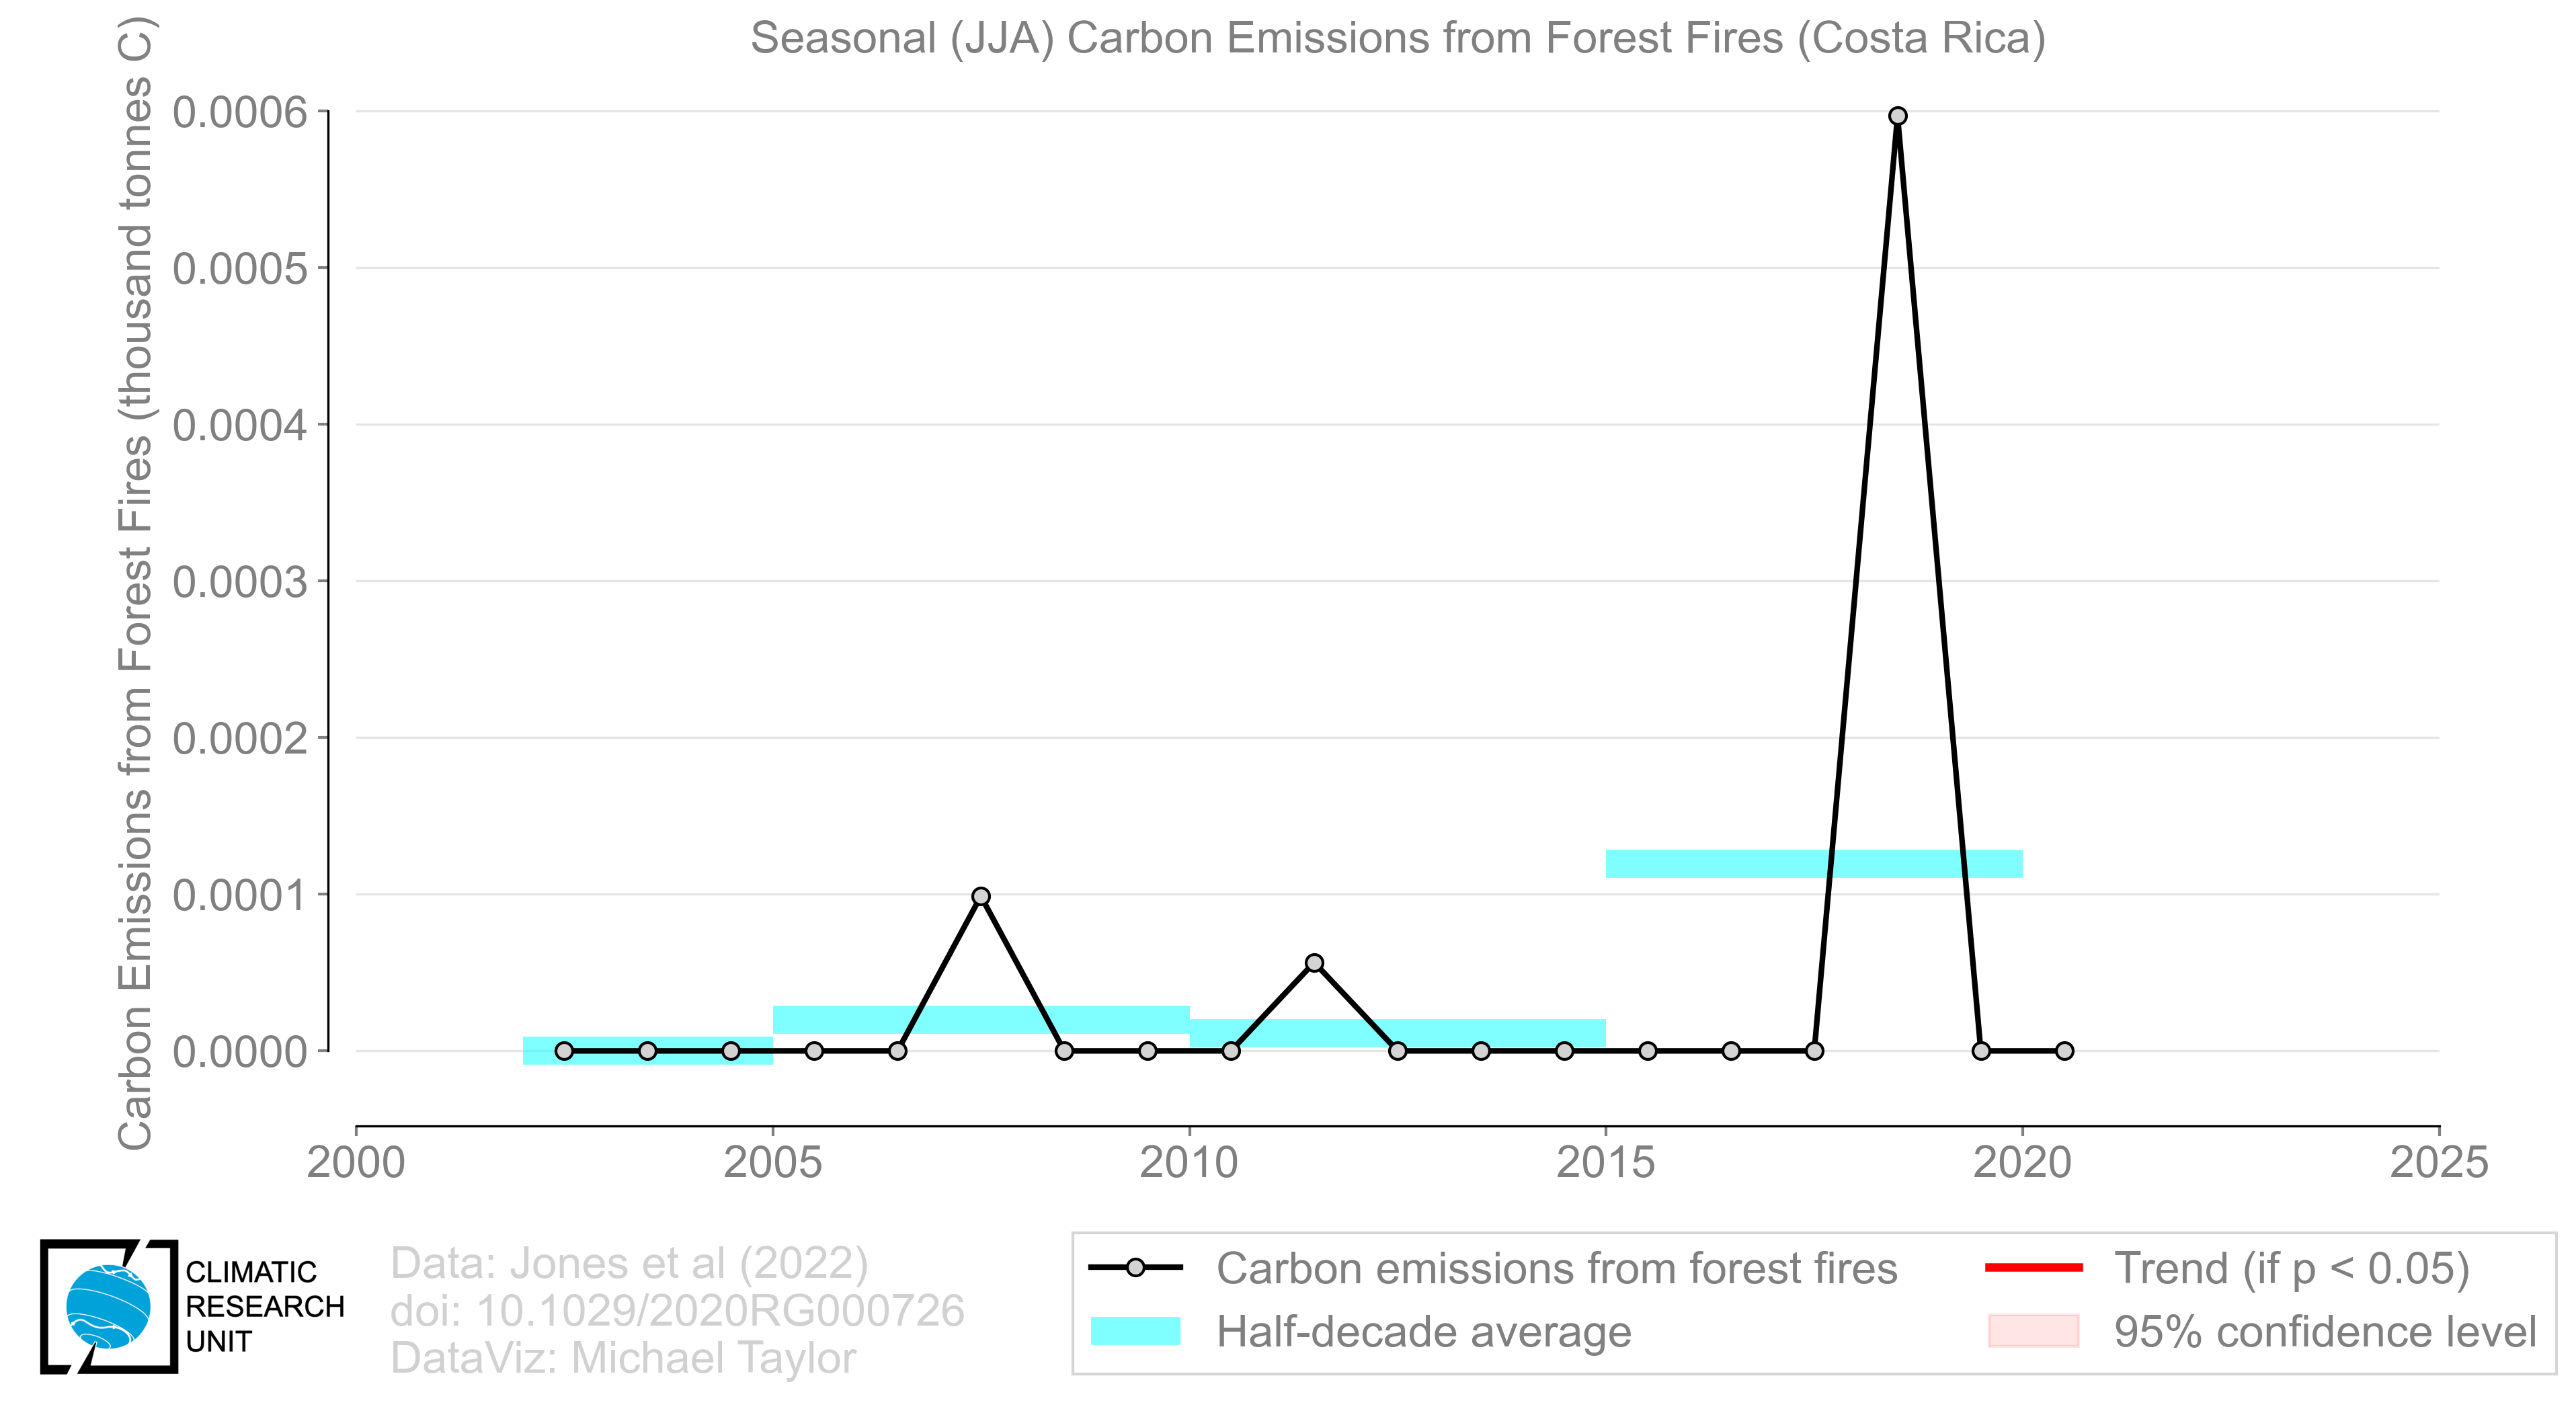 Seasonal (JJA) Carbon Emissions from Forest Fires (Costa Rica)
Carbon Emissions from Forest Fires (thousand tonnes C)
0.0006
0.0005
0.0004
0.0003
0.0002
0.0001
0.0000
2000
2005
2010
2015
2020
2025
CLIMATIC
RESEARCH
UNIT
Data: Jones et al (2022)
doi: 10.1029/2020RG000726
DataViz: Michael Taylor
Carbon emissions from forest fires
Half-decade average
Trend (if p < 0.05)
95% confidence level